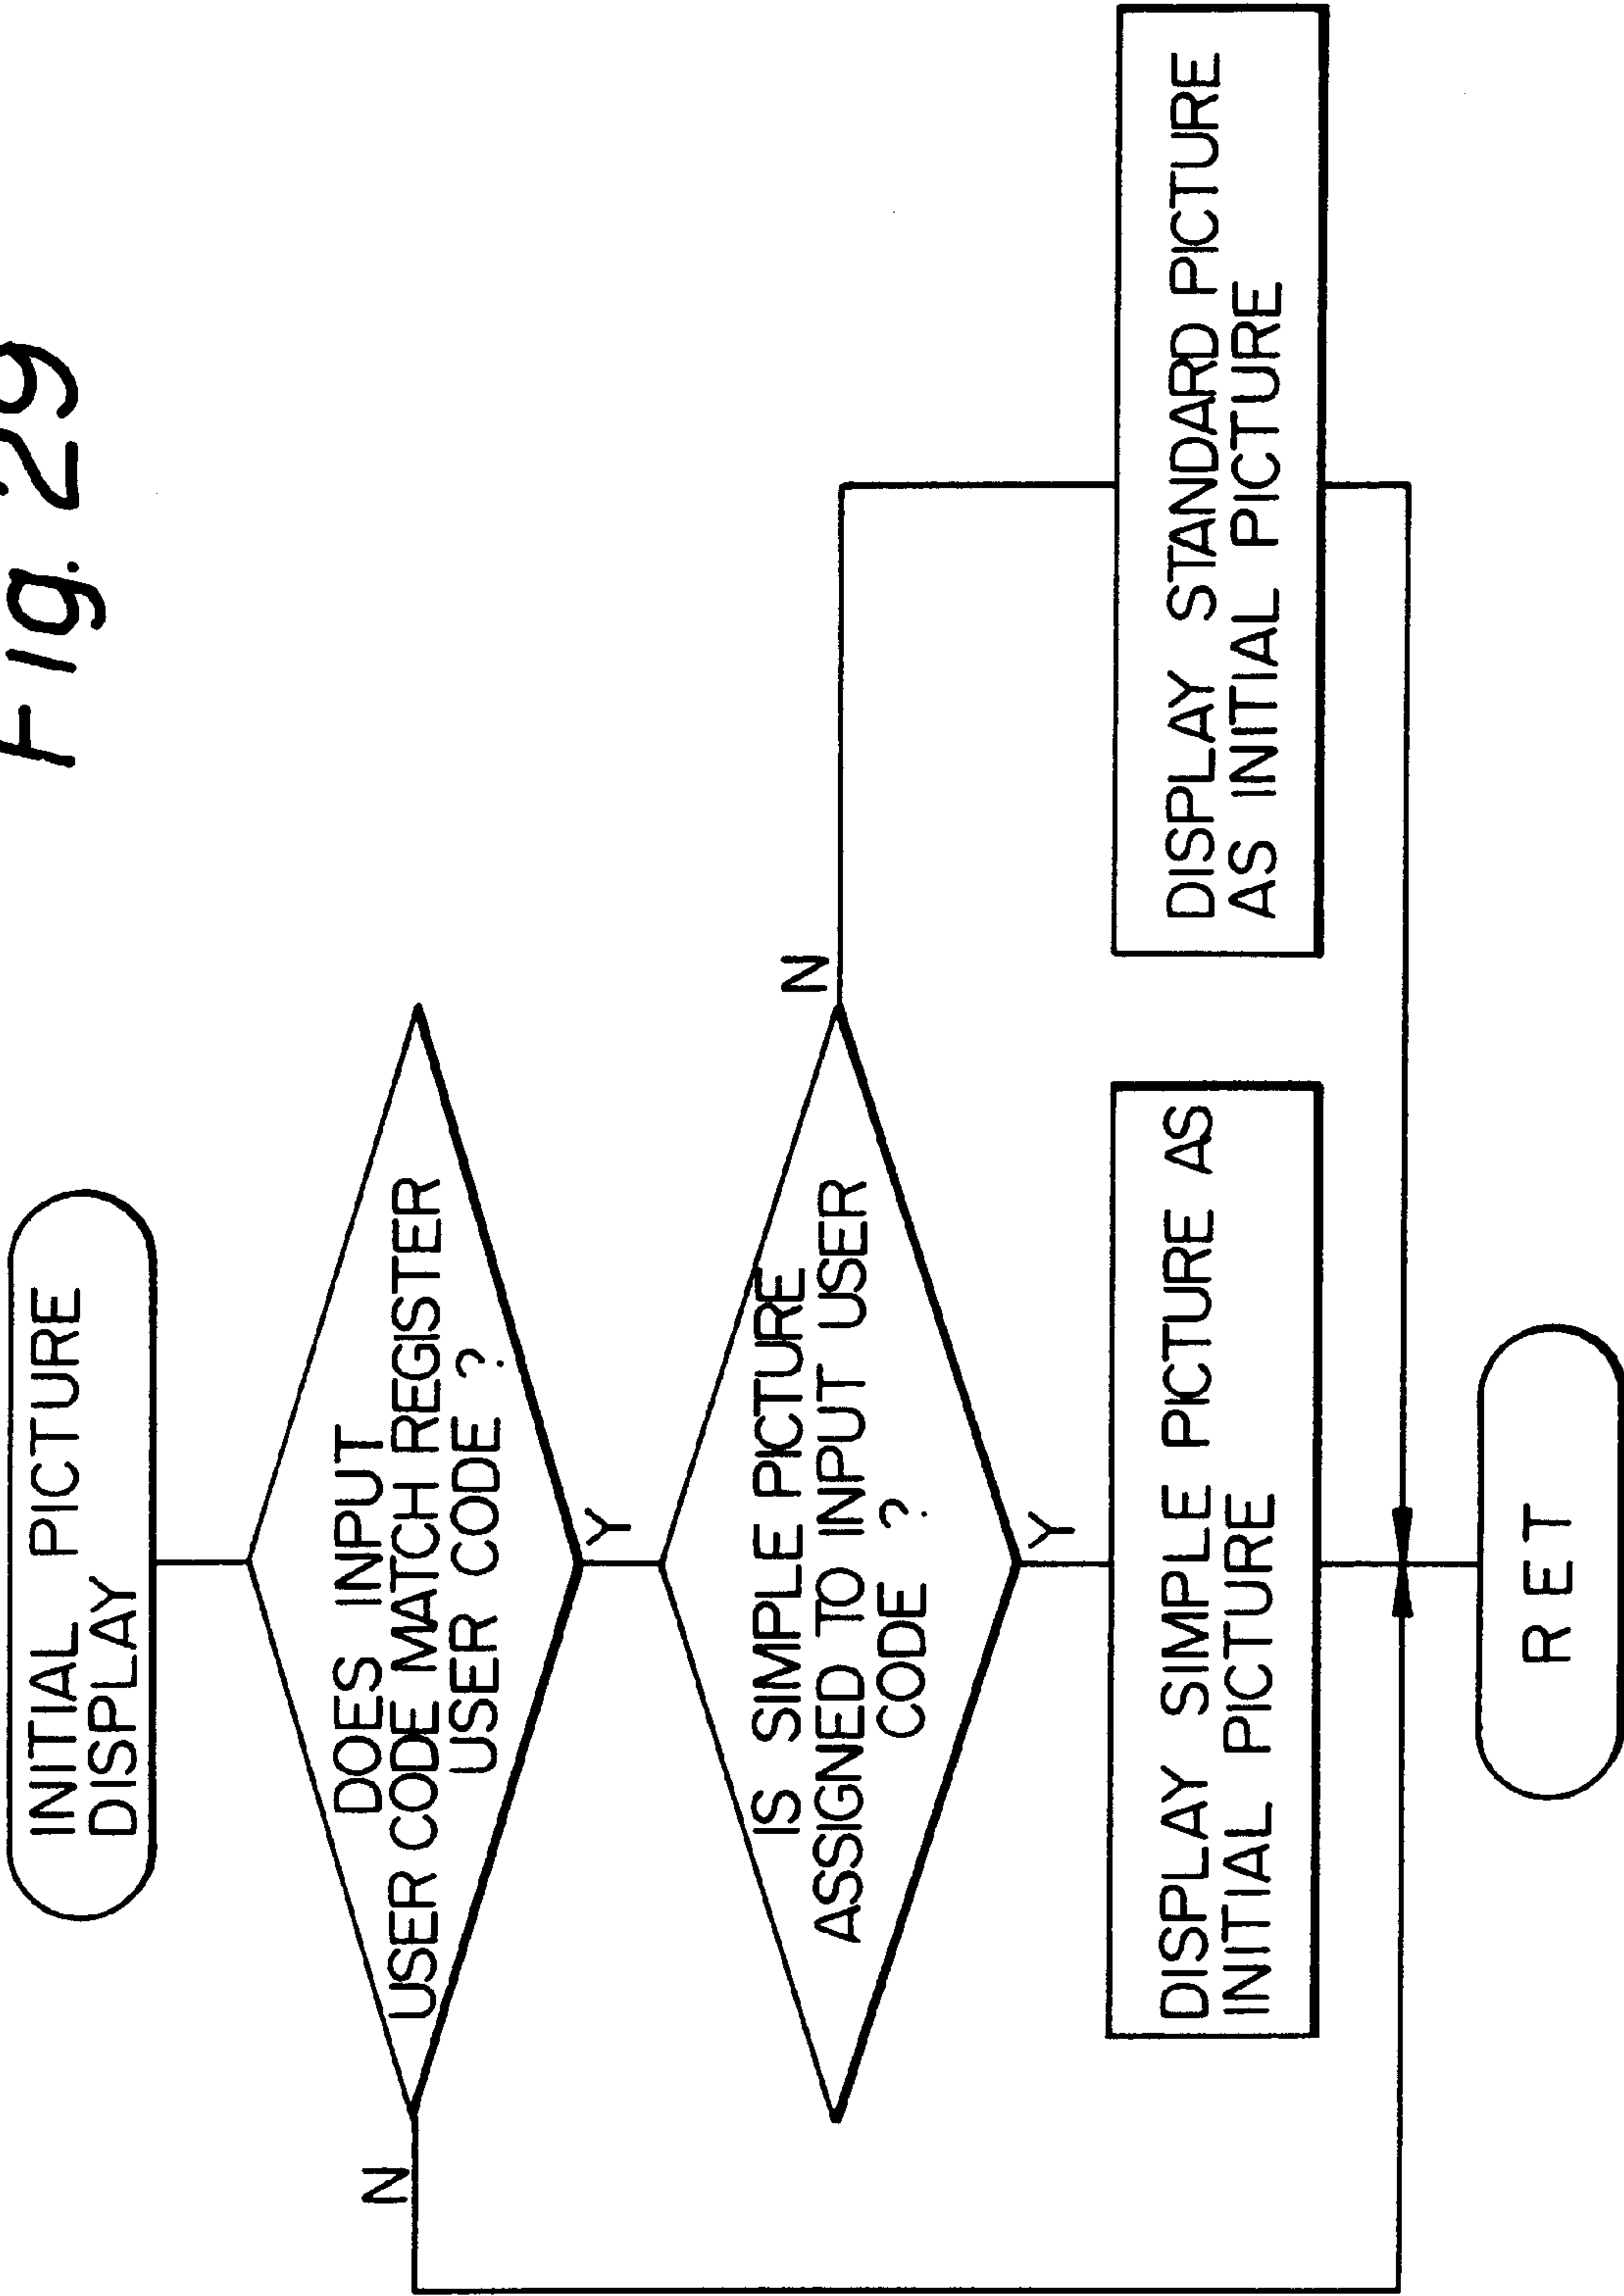 Fig. 29
INITIAL PICTURE
DISPLAY
DOES INPUT
USER CODE MATCH REGISTER
USER CODE ?
N
Y
IS SIMPLE PICTURE
ASSIGNED TO INPUT USER
CODE ?
N
Y
DISPLAY SIMPLE PICTURE AS
INITIAL PICTURE
DISPLAY STANDARD PICTURE
AS INITIAL PICTURE
RET